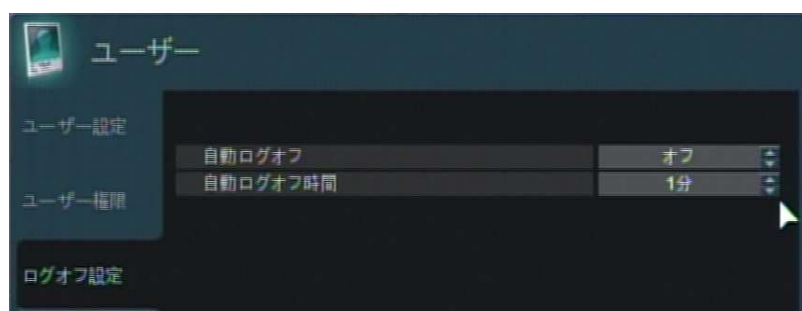 ユーザー
ユーザー設定
自動ログオフ オフ
自動ログオフ時間 1分
ユーザー権限
ログオフ設定